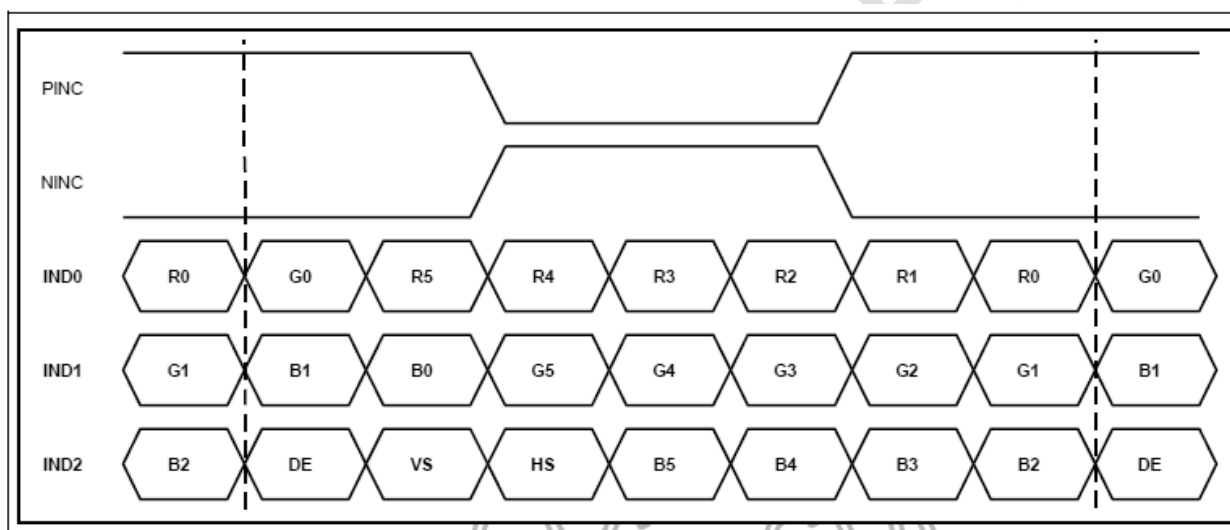 PINC
NINC
IND0 R0 G0 R5 R4 R3 R2 R1 R0 G0
IND1 G1 B1 B0 G5 G4 G3 G2 G1 B1
IND2 B2 DE VS HS B5 B4 B3 B2 DE